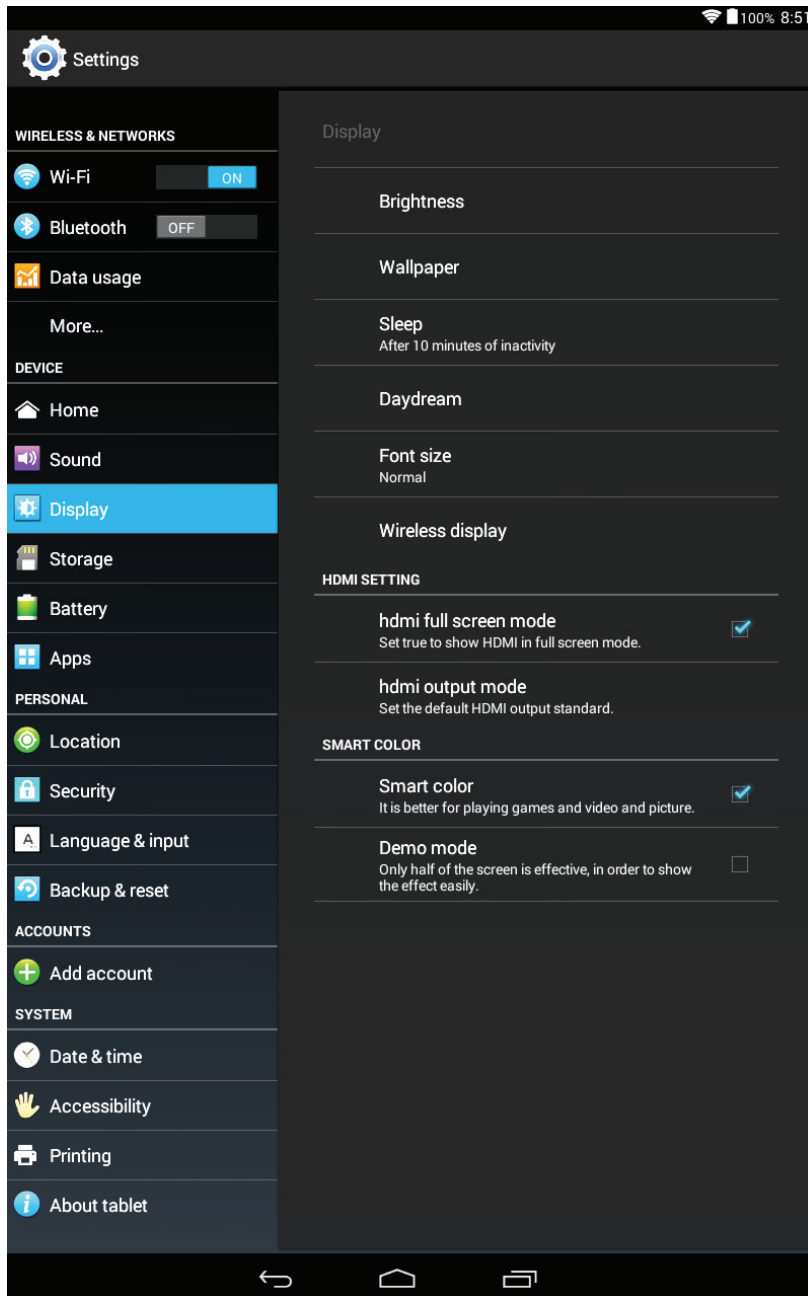 100% 8:51
Settings
WIRELESS & NETWORKS
Wi-Fi ON
Bluetooth OFF
Data usage
More...
DEVICE
Home
Sound
Display
Storage
Battery
Apps
PERSONAL
Location
Security
A Language & input
Backup & reset
ACCOUNTS
Add account
SYSTEM
Date & time
Accessibility
Printing
About tablet
Display
Brightness
Wallpaper
Sleep
After 10 minutes of inactivity
Daydream
Font size
Normal
Wireless display
HDMI SETTING
hdmi full screen mode
Set true to show HDMI in full screen mode.
hdmi output mode
Set the default HDMI output standard.
SMART COLOR
Smart color
It is better for playing games and video and picture.
Demo mode
Only half of the screen is effective, in order to show
the effect easily.